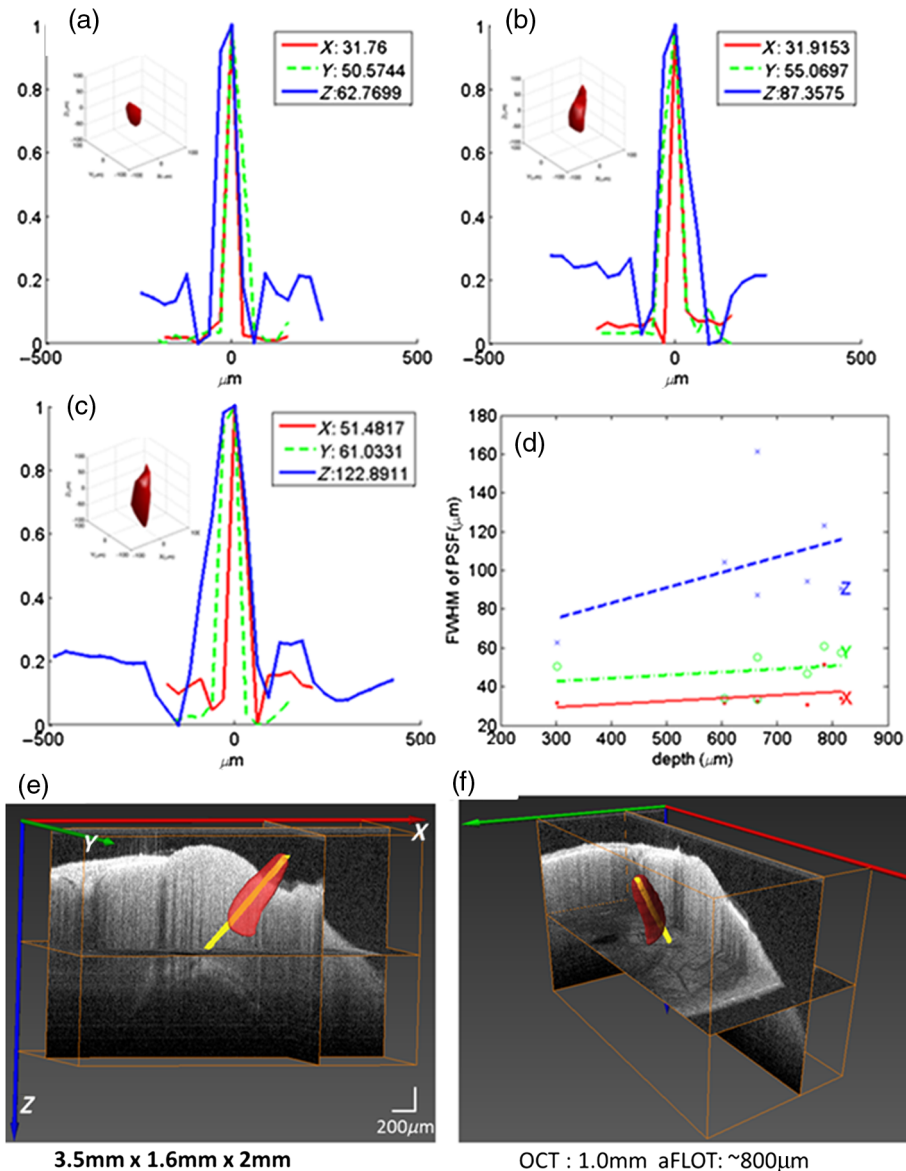 (a)
1
0.8
0.6
0.4
0.2
0
−500
0
500
μm
X: 31.76
Y: 50.5744
Z:62.7699
(b)
1
0.8
0.6
0.4
0.2
0
−500
0
500
μm
X: 31.9153
Y: 55.0697
Z:87.3575
(c)
1
0.8
0.6
0.4
0.2
0
−500
0
500
μm
X: 51.4817
Y: 61.0331
Z:122.8911
(d)
180
160
140
120
100
80
60
40
20
200
300
400
500
600
700
800
900
FWHM of PSF(μm)
depth (μm)
Z
Y
X
(e)
X
Y
Z
200μm
3.5mm x 1.6mm x 2mm
(f)
OCT : 1.0mm aFLOT: ~800μm